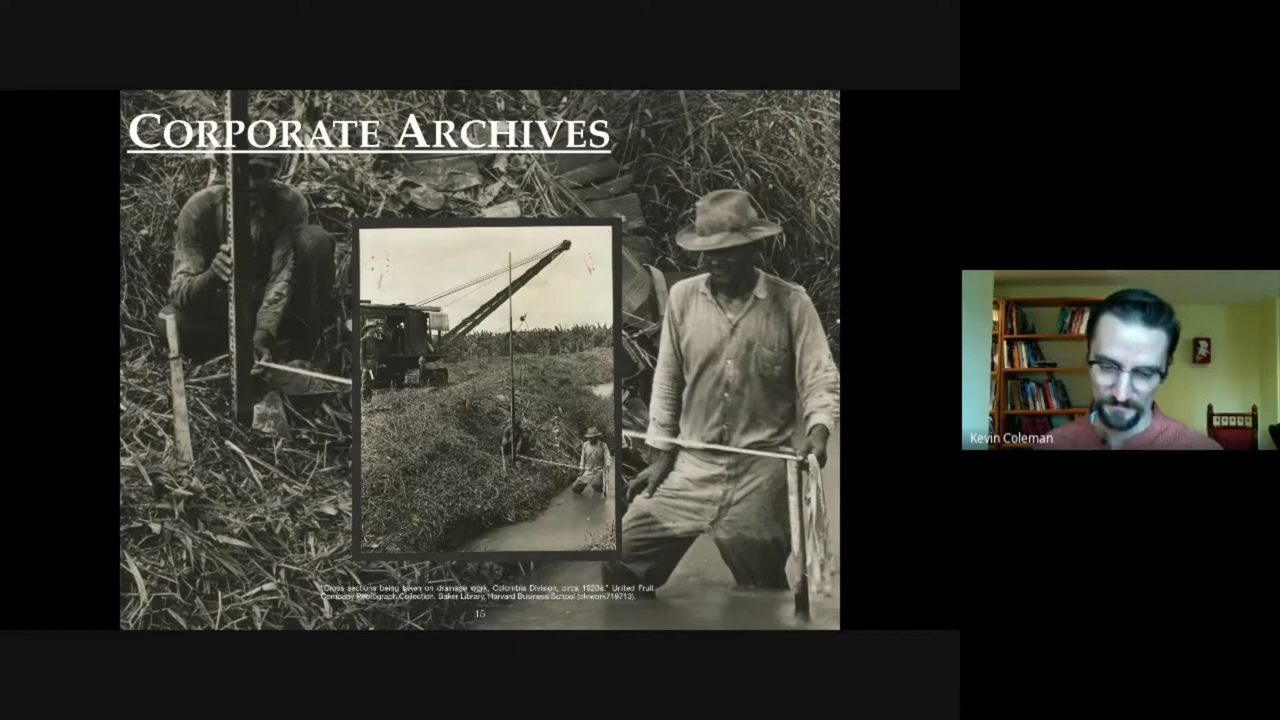 CORPORATE ARCHIVES
"Cross sections being taken on drainage work, Colombia Division, circa 1920s." United Fruit
Company Photograph Collection, Baker Library, Harvard Business School (olvwork719713).
15
Kevin Coleman